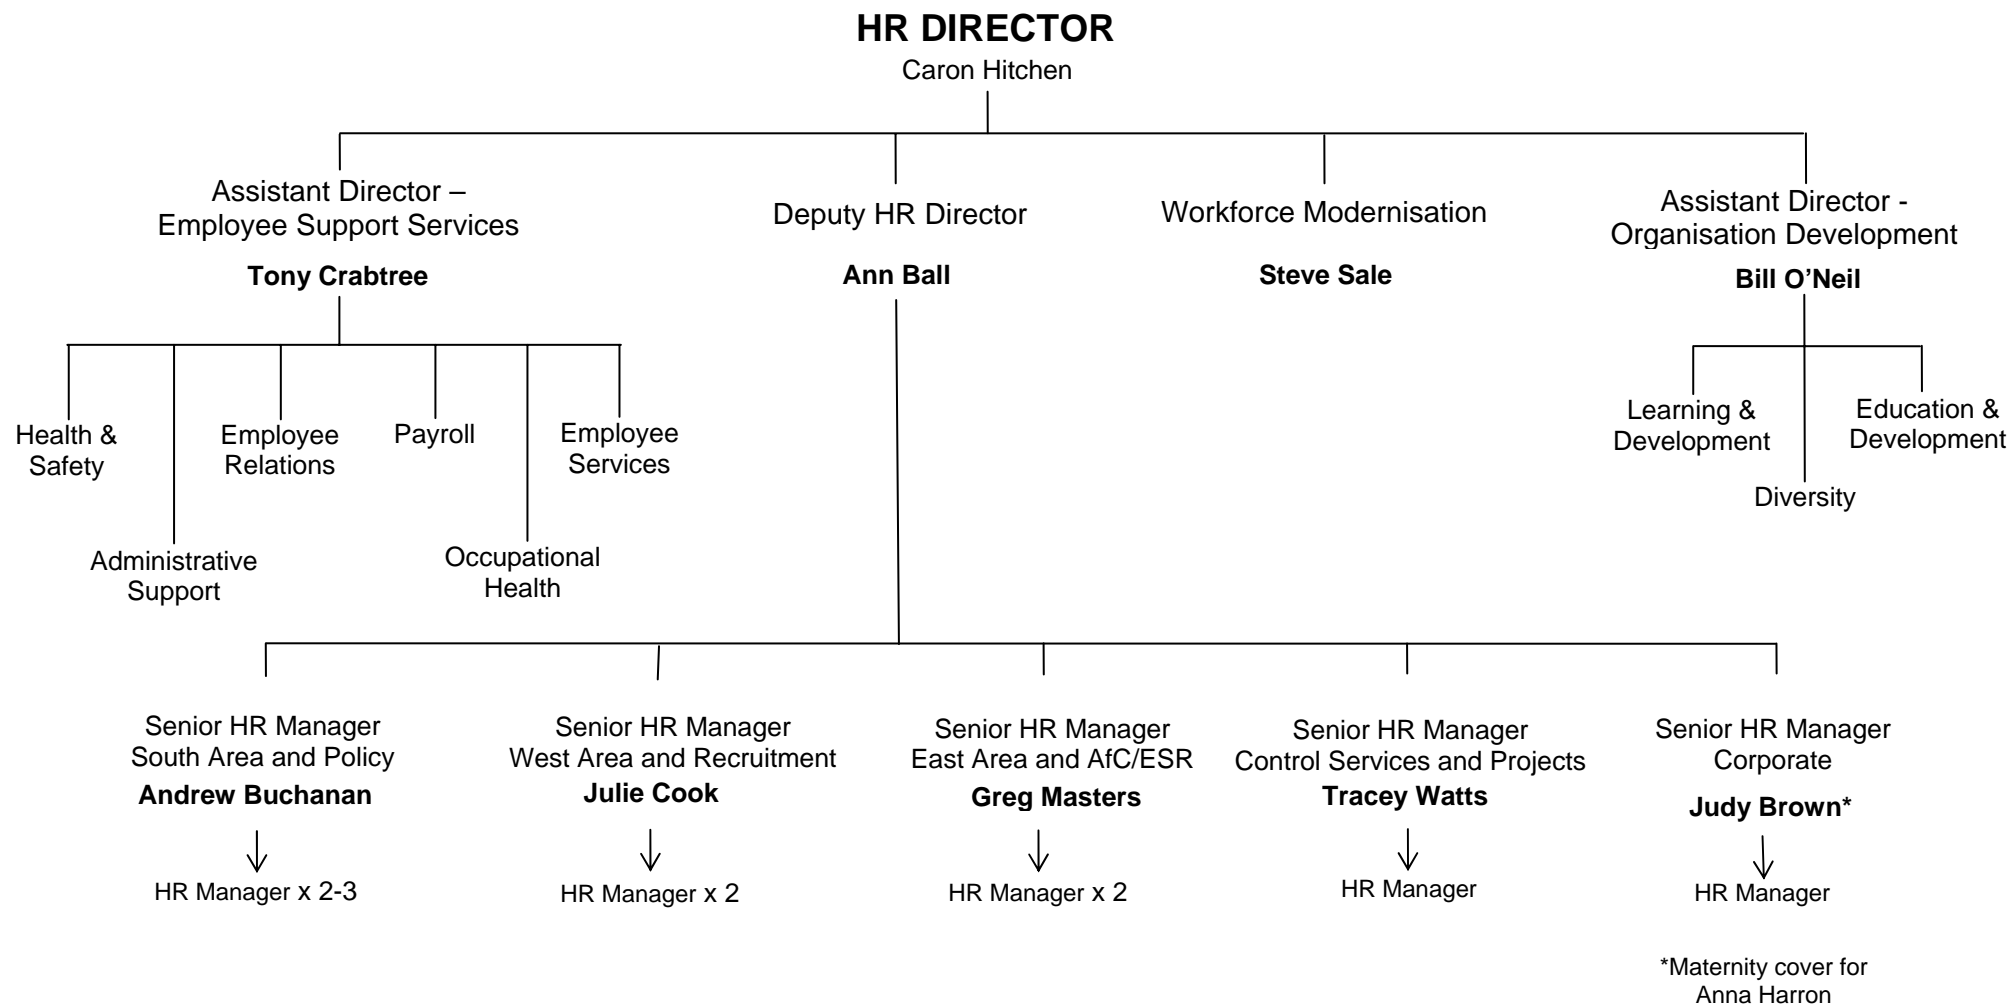 HR DIRECTOR
Caron Hitchen
Assistant Director –
Employee Support Services
Tony Crabtree
Deputy HR Director
Ann Ball
Workforce Modernisation
Steve Sale
Assistant Director -
Organisation Development
Bill O’Neil
Health &
Safety
Administrative
Support
Employee
Relations
Payroll
Occupational
Health
Employee
Services
Learning &
Development
Diversity
Education &
Development
Senior HR Manager
South Area and Policy
Andrew Buchanan
HR Manager x 2-3
Senior HR Manager
West Area and Recruitment
Julie Cook
HR Manager x 2
Senior HR Manager
East Area and AfC/ESR
Greg Masters
HR Manager x 2
Senior HR Manager
Control Services and Projects
Tracey Watts
HR Manager
Senior HR Manager
Corporate
Judy Brown*
HR Manager
*Maternity cover for
Anna Harron